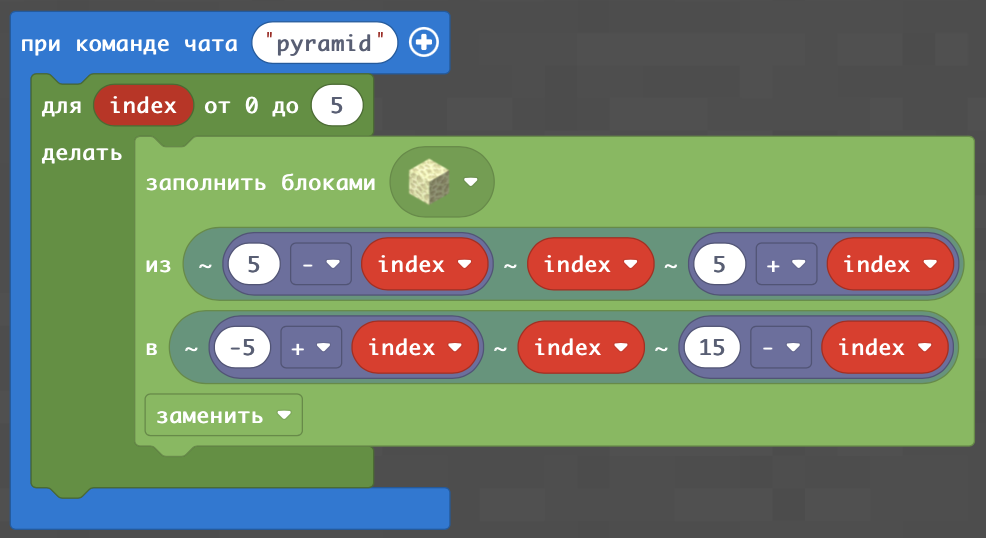 при команде чата "pyramid"
для index от 0 до 5
делать
заполнить блоками
из ~ 5 - index ~ index ~ 5 + index
в ~ -5 + index ~ index ~ 15 - index
заменить